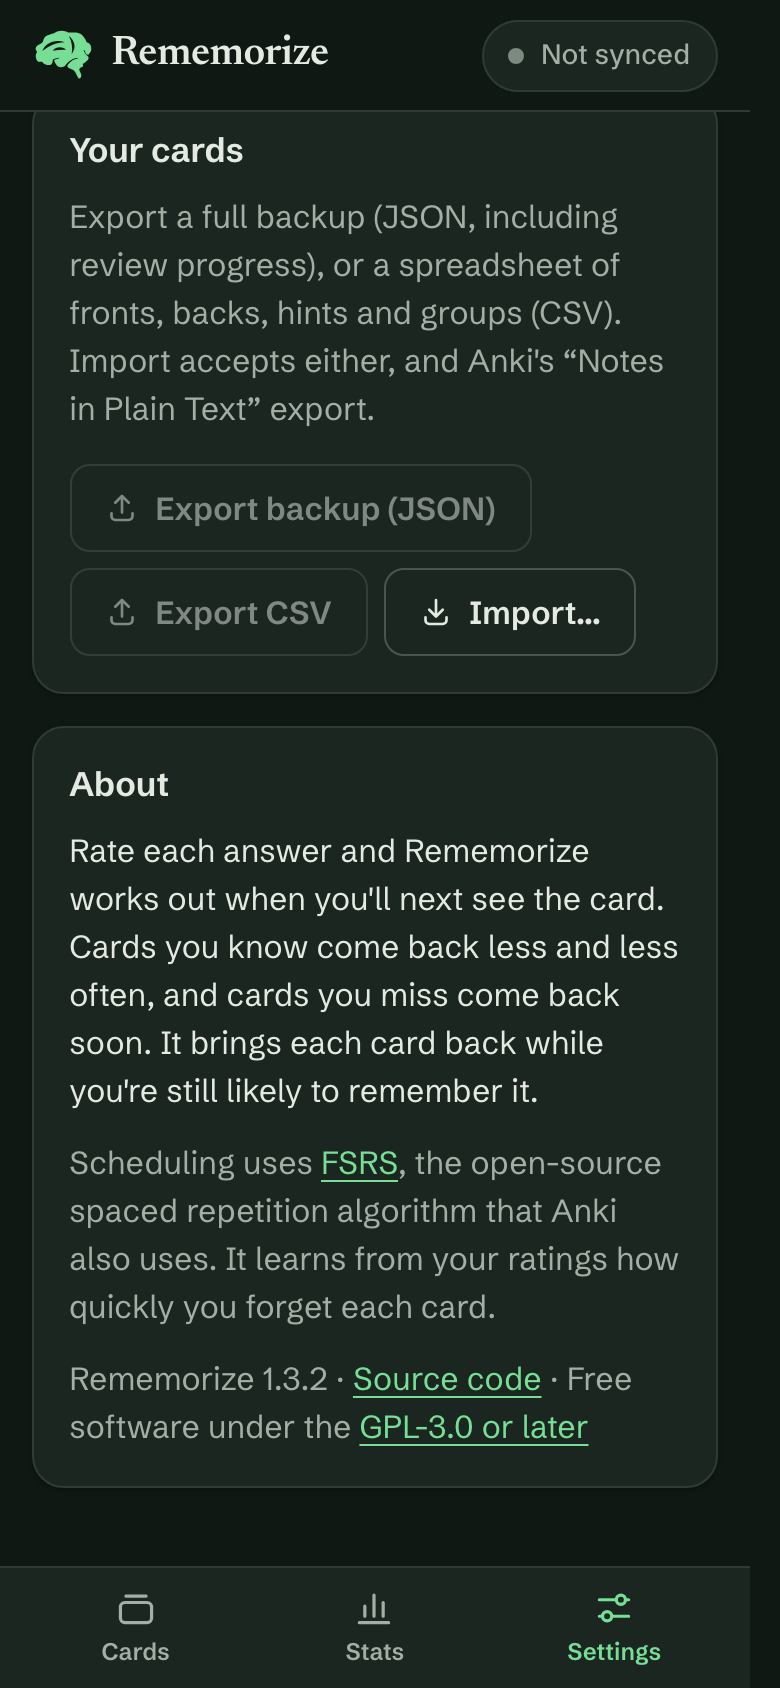 Rememorize
Not synced
Your cards
Export a full backup (JSON, including
review progress), or a spreadsheet of
fronts, backs, hints and groups (CSV).
Import accepts either, and Anki's “Notes
in Plain Text” export.
Export backup (JSON)
Export CSV
Import...
About
Rate each answer and Rememorize
works out when you'll next see the card.
Cards you know come back less and less
often, and cards you miss come back
soon. It brings each card back while
you're still likely to remember it.
Scheduling uses FSRS, the open-source
spaced repetition algorithm that Anki
also uses. It learns from your ratings how
quickly you forget each card.
Rememorize 1.3.2 · Source code · Free
software under the GPL-3.0 or later
Cards
Stats
Settings